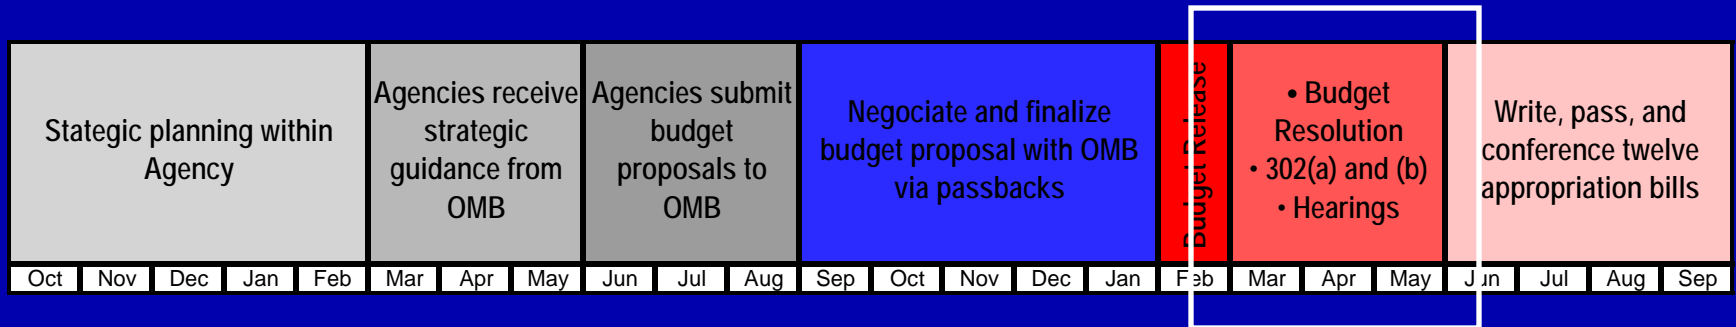 Stategic planning within
Agency
Agencies receive
strategic
guidance from
OMB
Agencies submit
budget
proposals to
OMB
Negociate and finalize
budget proposal with OMB
via passbacks
Budget Release
• Budget
Resolution
• 302(a) and (b)
• Hearings
Write, pass, and
conference twelve
appropriation bills
Oct Nov Dec Jan Feb Mar Apr May Jun Jul Aug Sep Oct Nov Dec Jan Feb Mar Apr May Jun Jul Aug Sep